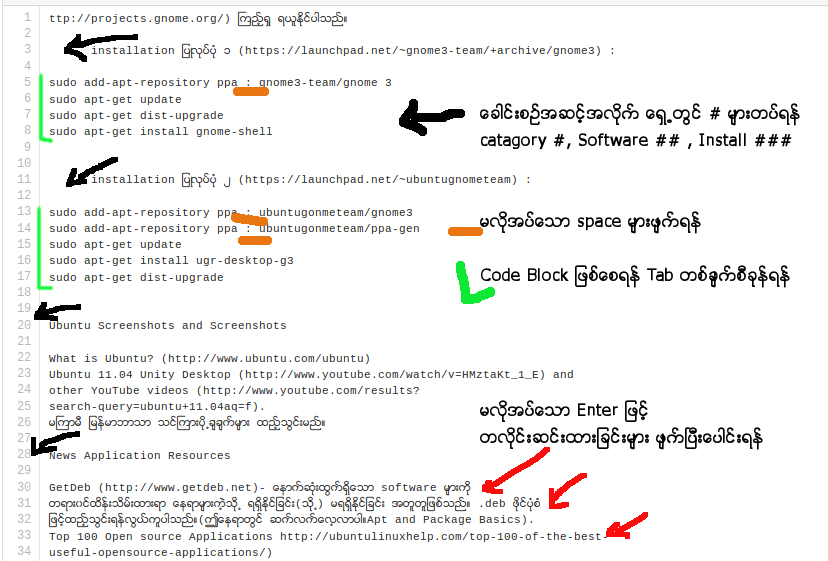 1 ttp://projects.gnome.org/) ကြည့်ရှု ရယူနိုင်ပါသည်။
2
3 installation ပြုလုပ်ပုံ ၁ (https://launchpad.net/~gnome3-team/+archive/gnome3) :
4
5 sudo add-apt-repository ppa : gnome3-team/gnome 3
6 sudo apt-get update
7 sudo apt-get dist-upgrade
8 sudo apt-get install gnome-shell
9
10
11 installation ပြုလုပ်ပုံ ၂ (https://launchpad.net/~ubuntugnometeam) :
12
13 sudo add-apt-repository ppa ubuntugonmeteam/gnome3
14 sudo add-apt-repository ppa : ubuntugonmeteam/ppa-gen
15 sudo apt-get update
16 sudo apt-get install ugr-desktop-g3
17 sudo apt-get dist-upgrade
18
19
20 Ubuntu Screenshots and Screenshots
21
22 What is Ubuntu? (http://www.ubuntu.com/ubuntu)
23 Ubuntu 11.04 Unity Desktop (http://www.youtube.com/watch/v=HMztaKt_1_E) and
24 other YouTube videos (http://www.youtube.com/results?
25 search-query=ubuntu+11.04aq=f).
26 မကြာမီ မြန်မာဘာသာ သင်ကြားပို့ချချက်များ ထည့်သွင်းမည်။
27
28 News Application Resources
29
30 GetDeb (http://www.getdeb.net)- နောက်ဆုံးထွက်ရှိသော software များကို
31 တရားဝင်ထိန်းသိမ်းထားရာ နေရာများကဲ့သို့ ရရှိနိုင်ခြင်း(သို့) မရရှိနိုင်ခြင်း အတူတူဖြစ်သည်။ .deb ဖိုင်ပုံစံ
32 ဖြင့်ထည့်သွင်းရန်လွယ်ကူပါသည်။(ဤနေရာတွင် ဆက်လက်လေ့လာပါ။Apt and Package Basics).
33 Top 100 Open source Applications http://ubuntulinuxhelp.com/top-100-of-the-best-
34 useful-opensource-applications/)
ခေါင်းစဉ်အဆင့်အလိုက် ရှေ့တွင် # များတပ်ရန်
catagory #, Software ## , Install ###
မလိုအပ်သော space များဖျက်ရန်
Code Block ဖြစ်စေရန် Tab တစ်ချက်စီခုန်ရန်
မလိုအပ်သော Enter ဖြင့်
တလိုင်းဆင်းထားခြင်းများ ဖျက်ပြီးပေါင်းရန်